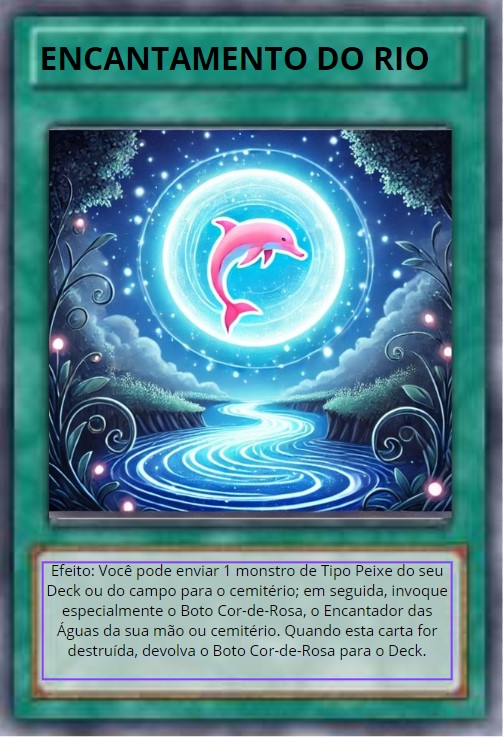 ENCANTAMENTO DO RIO
Efeito: Você pode enviar 1 monstro de Tipo Peixe do seu
Deck ou do campo para o cemitério; em seguida, invoque
especialmente o Boto Cor-de-Rosa, o Encantador das
Águas da sua mão ou cemitério. Quando esta carta for
destruída, devolva o Boto Cor-de-Rosa para o Deck.